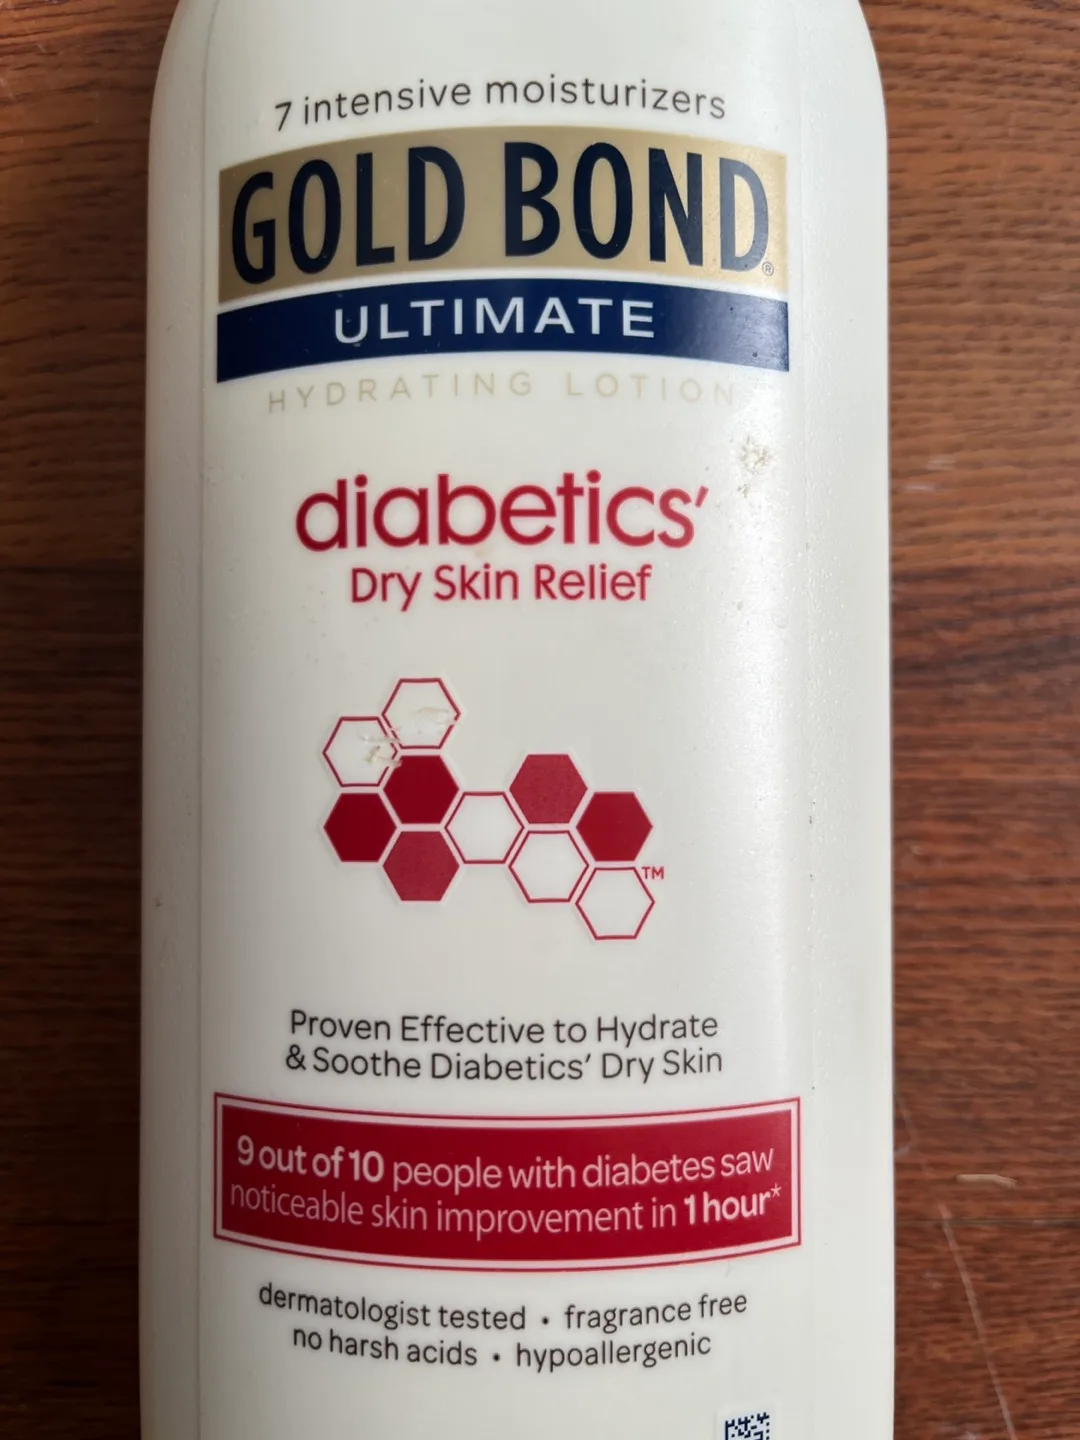 7 intensive moisturizers
GOLD BOND®
ULTIMATE
HYDRATING LOTION
diabetics'
Dry Skin Relief
TM
Proven Effective to Hydrate
& Soothe Diabetics' Dry Skin
9 out of 10 people with diabetes saw
noticeable skin improvement in 1 hour*
dermatologist tested • fragrance free
no harsh acids • hypoallergenic